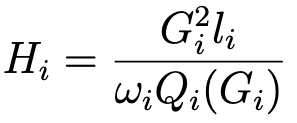 H_i = \frac{G_i^2 l_i}{\omega_i Q_i(G_i)}